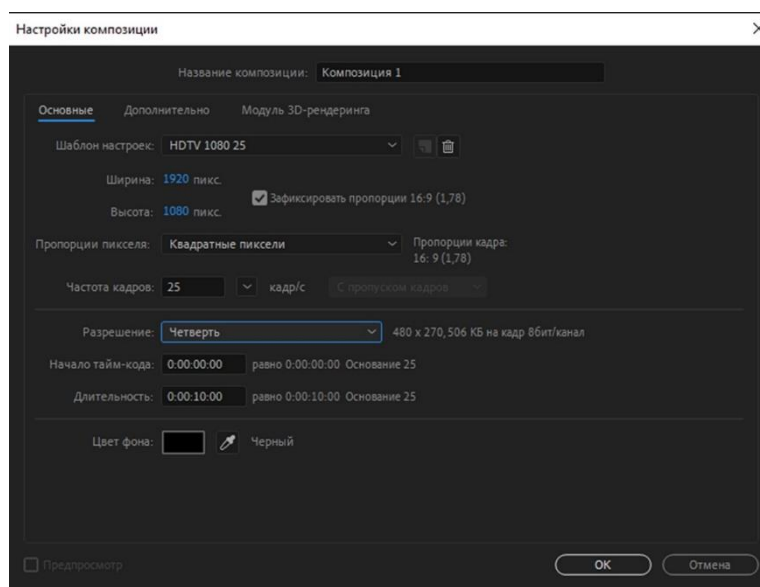 Настройки композиции
Название композиции: Композиция 1
Основные Дополнительно Модуль 3D-рендеринга
Шаблон настроек: HDTV 1080 25
Ширина: 1920 пикс.
Зафиксировать пропорции 16:9 (1,78)
Высота: 1080 пикс.
Пропорции пикселя: Квадратные пиксели Пропорции кадра:
16: 9 (1,78)
Частота кадров: 25 кадр/с С пропуском кадров
Разрешение: Четверть 480 x 270, 506 КБ на кадр 8бит/канал
Начало тайм-кода: 0:00:00:00 равно 0:00:00:00 Основание 25
Длительность: 0:00:10:00 равно 0:00:10:00 Основание 25
Цвет фона: Черный
Предпросмотр OK Отмена